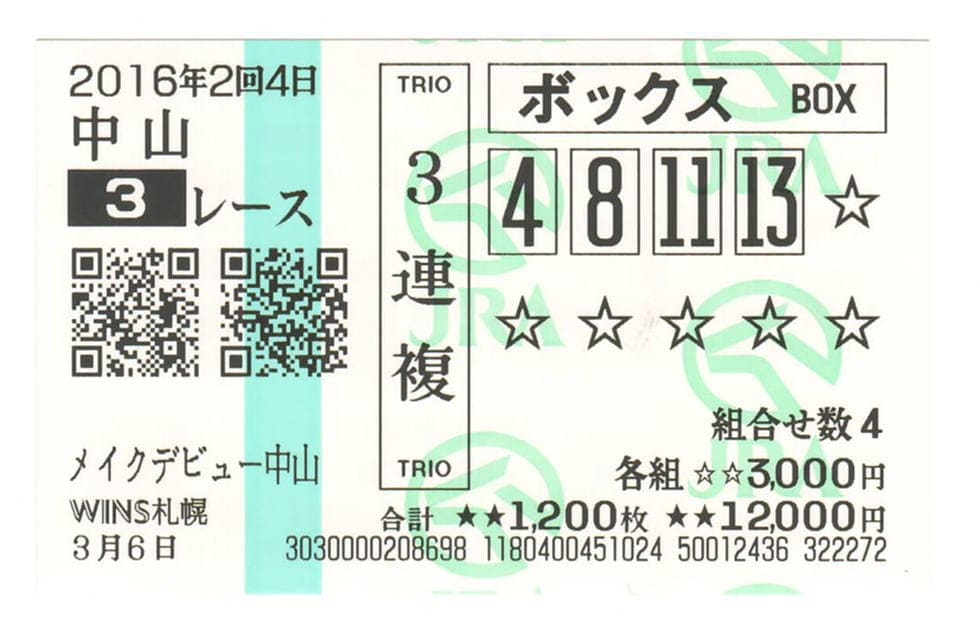 2016年2回4日
中山
3レース
メイクデビュー中山
WINS札幌
3月6日
TRIO
3連複
TRIO
ボックス BOX
4 8 11 13 ☆
☆ ☆ ☆ ☆ ☆
組合せ数4
各組 ☆☆3,000円
合計 ★★1,200枚 ★★12,000円
3030000208698 1180400451024 50012436 322272
JRA
JRA
JRA